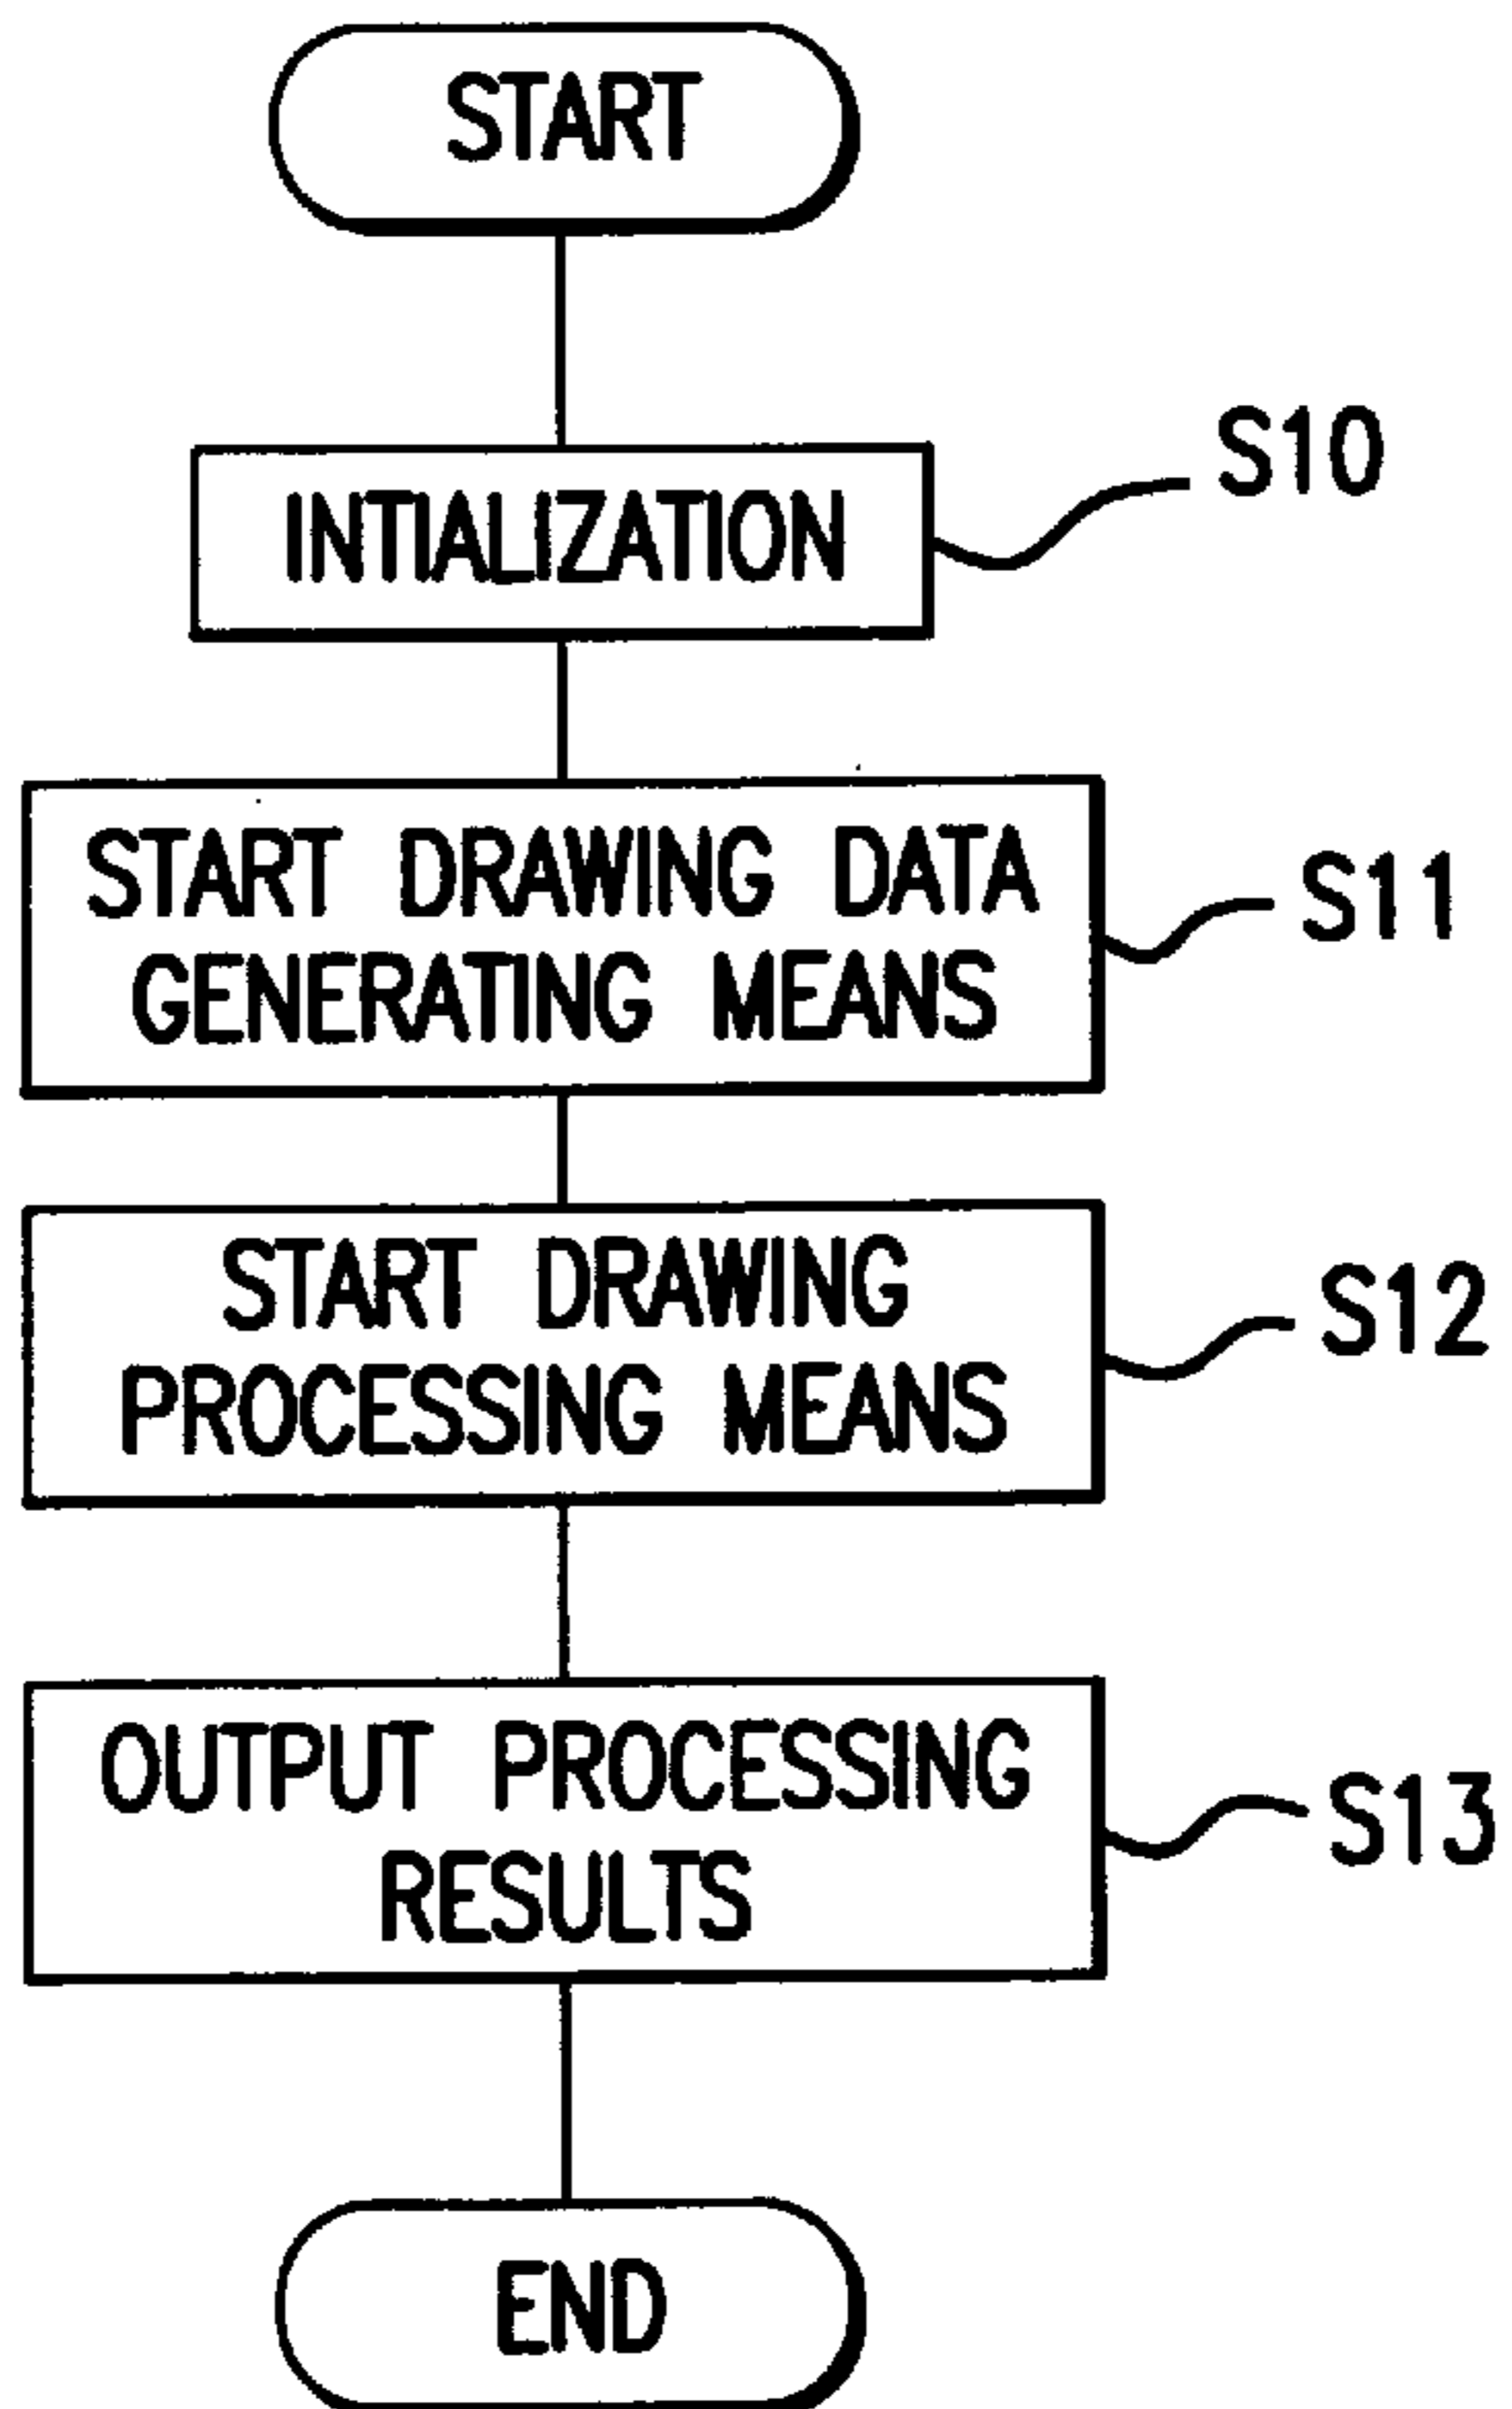 START
INTIALIZATION
S10
START DRAWING DATA
GENERATING MEANS
S11
START DRAWING
PROCESSING MEANS
S12
OUTPUT PROCESSING
RESULTS
S13
END